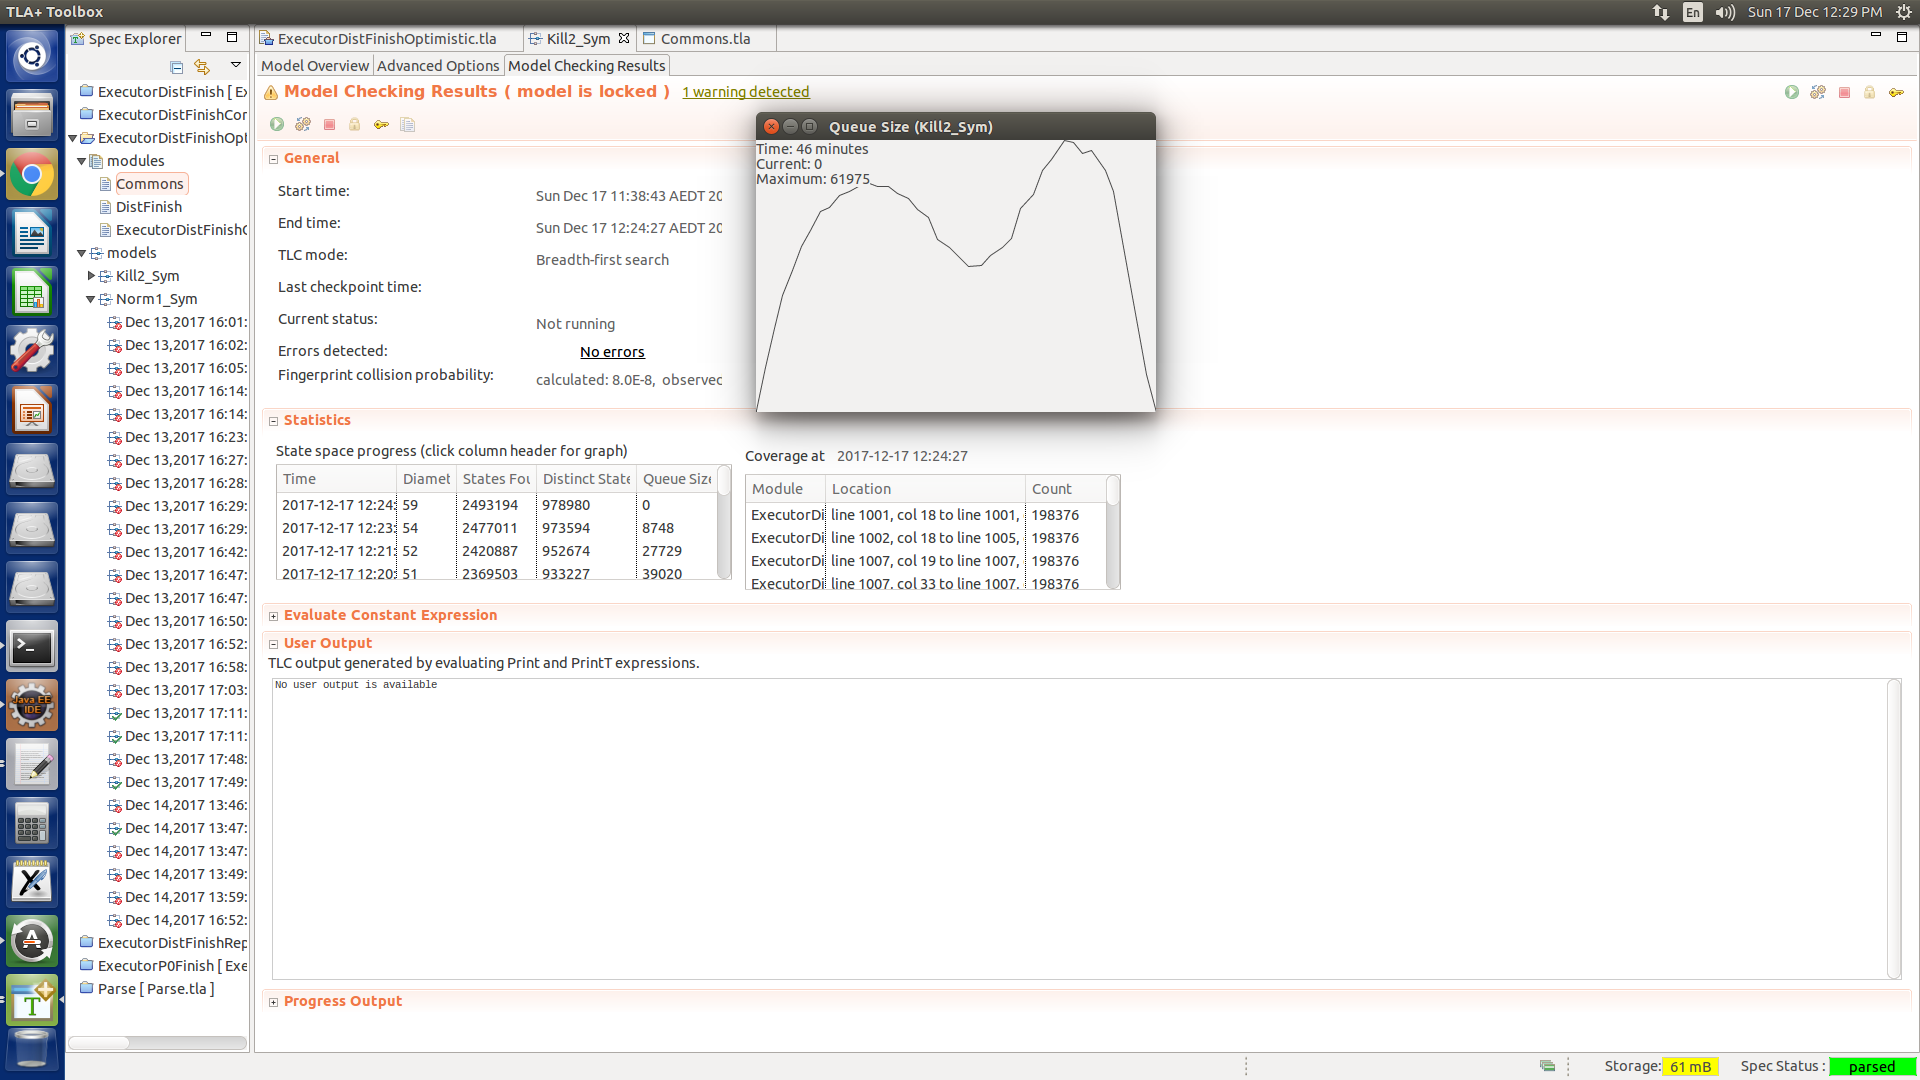 TLA+ Toolbox
En
Sun 17 Dec 12:29 PM
Spec Explorer
ExecutorDistFinishOptimistic.tla
Kill2_Sym
Commons.tla
Model Overview
Advanced Options
Model Checking Results
Model Checking Results ( model is locked )
1 warning detected
ExecutorDistFinish [ Ex
ExecutorDistFinishCor
ExecutorDistFinishOpt
modules
Commons
DistFinish
ExecutorDistFinishO
models
Kill2_Sym
Norm1_Sym
Dec 13,2017 16:01:
Dec 13,2017 16:02:
Dec 13,2017 16:05:
Dec 13,2017 16:14:
Dec 13,2017 16:14:
Dec 13,2017 16:23:
Dec 13,2017 16:27:
Dec 13,2017 16:28:
Dec 13,2017 16:29:
Dec 13,2017 16:29:
Dec 13,2017 16:42:
Dec 13,2017 16:47:
Dec 13,2017 16:47:
Dec 13,2017 16:50:
Dec 13,2017 16:52:
Dec 13,2017 16:58:
Dec 13,2017 17:03:
Dec 13,2017 17:11:
Dec 13,2017 17:11:
Dec 13,2017 17:48:
Dec 13,2017 17:49:
Dec 14,2017 13:46:
Dec 14,2017 13:47:
Dec 14,2017 13:47:
Dec 14,2017 13:49:
Dec 14,2017 13:59:
Dec 14,2017 16:52:
ExecutorDistFinishRep
ExecutorP0Finish [ Exe
Parse [ Parse.tla ]
Java EE
IDE
General
Start time:
Sun Dec 17 11:38:43 AEDT 20
End time:
Sun Dec 17 12:24:27 AEDT 20
TLC mode:
Breadth-first search
Last checkpoint time:
Current status:
Not running
Errors detected:
No errors
Fingerprint collision probability:
calculated: 8.0E-8, observed
Queue Size (Kill2_Sym)
Time: 46 minutes
Current: 0
Maximum: 61975
Statistics
State space progress (click column header for graph)
Time Diamet States Fou Distinct State Queue Size
2017-12-17 12:24: 59 2493194 978980 0
2017-12-17 12:23: 54 2477011 973594 8748
2017-12-17 12:21: 52 2420887 952674 27729
2017-12-17 12:20: 51 2369503 933227 39020
Coverage at 2017-12-17 12:24:27
Module Location Count
ExecutorDi line 1001, col 18 to line 1001, 198376
ExecutorDi line 1002, col 18 to line 1005, 198376
ExecutorDi line 1007, col 19 to line 1007, 198376
ExecutorDi line 1007, col 33 to line 1007, 198376
Evaluate Constant Expression
User Output
TLC output generated by evaluating Print and PrintT expressions.
No user output is available
Progress Output
Storage: 61 mB
Spec Status : parsed